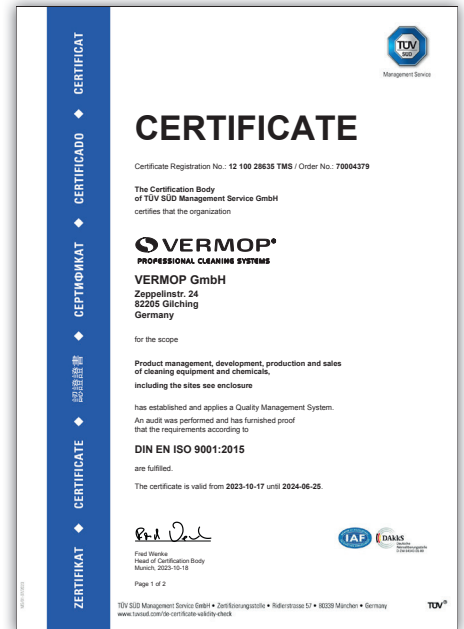 TÜV
SÜD
Management Service
ZERTIFIKAT ◆ CERTIFICATE ◆ 認證證書 ◆ СЕРТИФИКАТ ◆ CERTIFICADO ◆ CERTIFICAT
CERTIFICATE
Certificate Registration No.: 12 100 28635 TMS / Order No.: 70004379
The Certification Body
of TÜV SÜD Management Service GmbH
certifies that the organization
VERMOP
PROFESSIONAL CLEANING SYSTEMS
VERMOP GmbH
Zeppelinstr. 24
82205 Gilching
Germany
for the scope
Product management, development, production and sales
of cleaning equipment and chemicals,
including the sites see enclosure
has established and applies a Quality Management System.
An audit was performed and has furnished proof
that the requirements according to
DIN EN ISO 9001:2015
are fulfilled.
The certificate is valid from 2023-10-17 until 2024-06-25.
Fred Wenke
Head of Certification Body
Munich, 2023-10-18
IAF
DAkkS
Deutsche
Akkreditierungsstelle
Page 1 of 2
TÜV SÜD Management Service GmbH • Zertifizierungsstelle • Ridlerstrasse 57 • 80339 München • Germany
www.tuvsud.com/de-certificate-validity-check
TÜV®